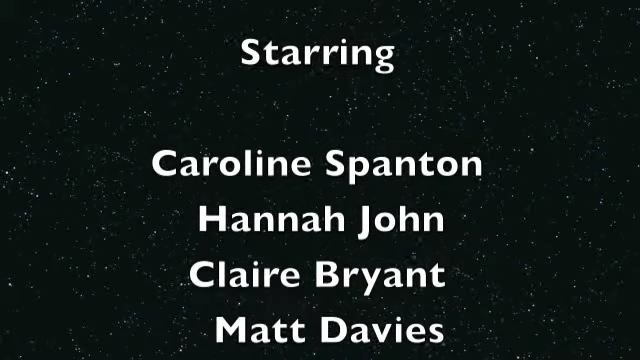 Starring
Caroline Spanton
Hannah John
Claire Bryant
Matt Davies